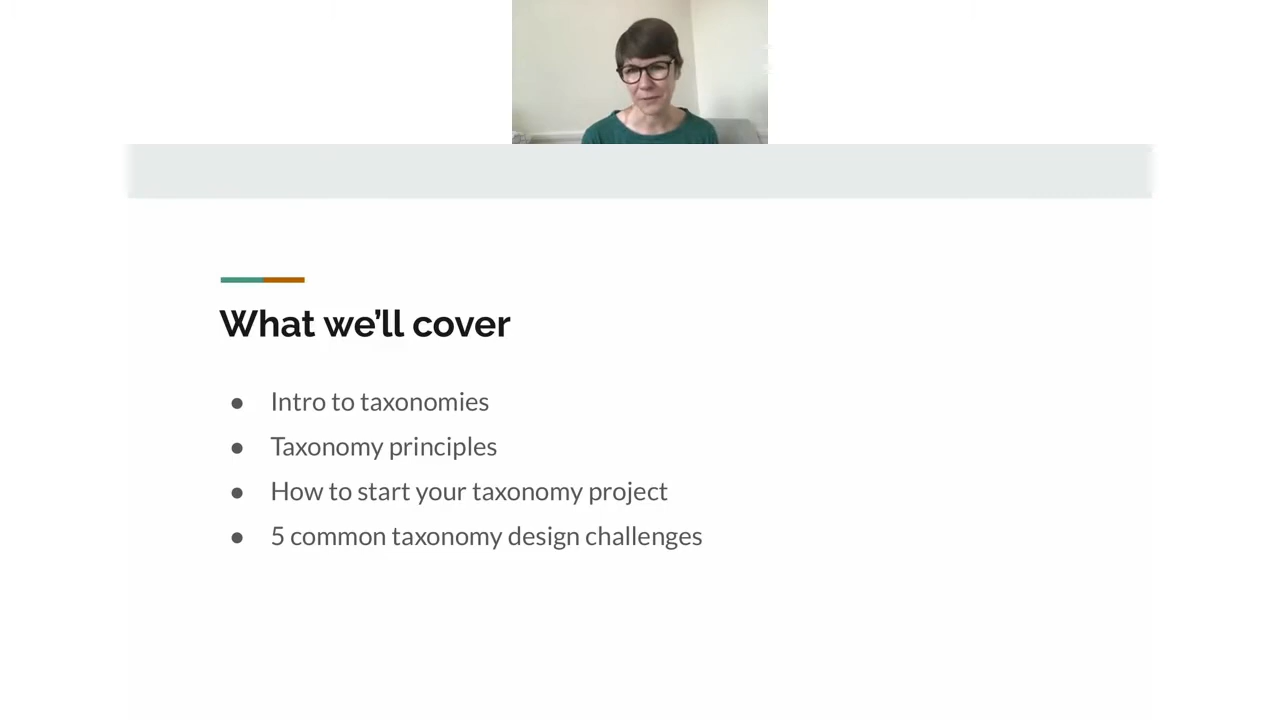 What we’ll cover
● Intro to taxonomies
● Taxonomy principles
● How to start your taxonomy project
● 5 common taxonomy design challenges